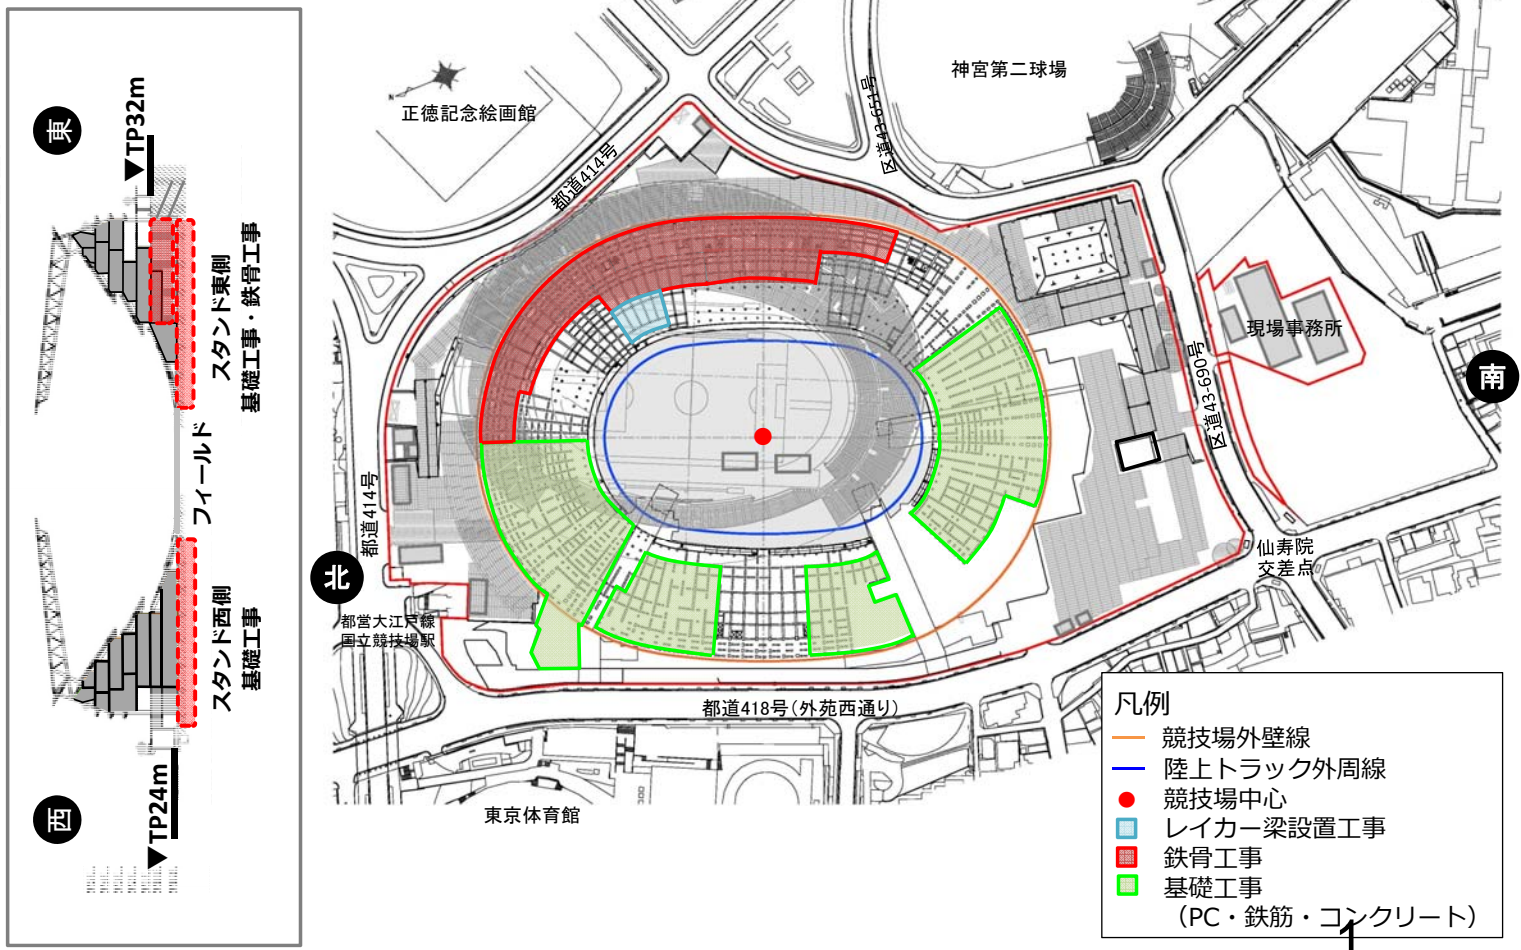 東
▼TP32m
スタンド東側
基礎工事・鉄骨工事
フィールド
スタンド西側
基礎工事
西
▼TP24m
N
正徳記念絵画館
神宮第二球場
都道414号
区道43-651号
現場事務所
南
区道43-690号
都道414号
北
仙寿院
交差点
都営大江戸線
国立競技場駅
都道418号(外苑西通り)
東京体育館
凡例
競技場外壁線
陸上トラック外周線
競技場中心
レイカー梁設置工事
鉄骨工事
基礎工事
（PC・鉄筋・コンクリート）
1